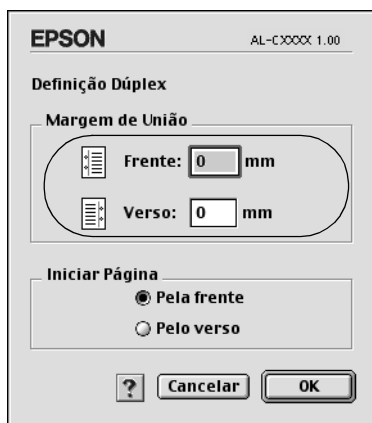 EPSON AL-CXXXX 1.00
Definição Dúplex
Margem de União
Frente: 0 mm
Verso: 0 mm
Iniciar Página
Pela frente
Pelo verso
? Cancelar OK